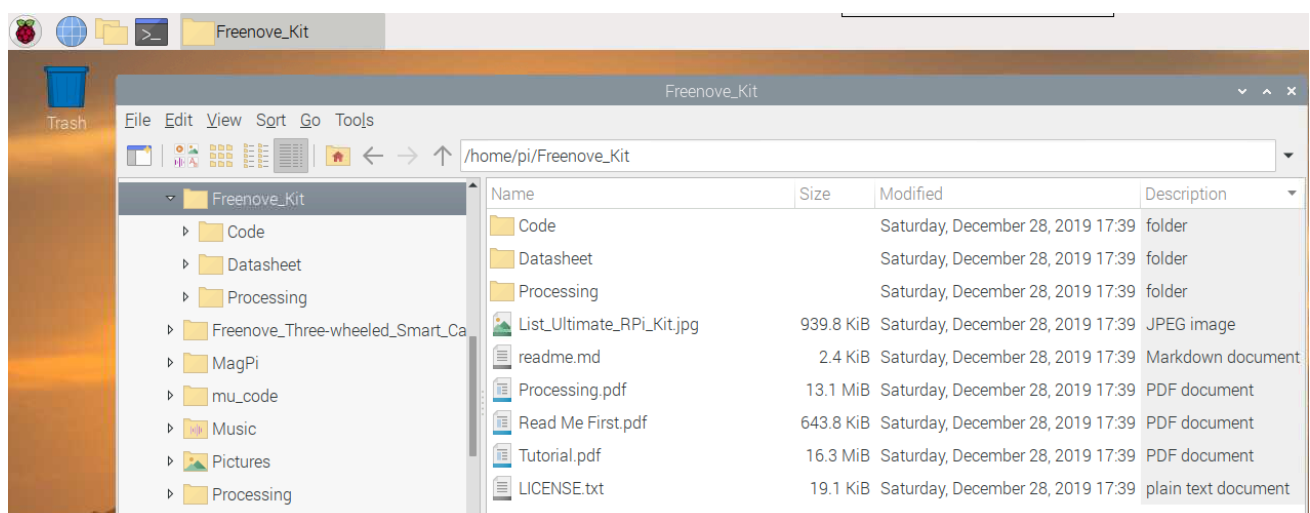 Freenove_Kit
Trash
Freenove_Kit
File Edit View Sort Go Tools
/home/pi/Freenove_Kit
Freenove_Kit
Code
Datasheet
Processing
Freenove_Three-wheeled_Smart_Ca
MagPi
mu_code
Music
Pictures
Processing
Name Size Modified Description
Code Saturday, December 28, 2019 17:39 folder
Datasheet Saturday, December 28, 2019 17:39 folder
Processing Saturday, December 28, 2019 17:39 folder
List_Ultimate_RPi_Kit.jpg 939.8 KiB Saturday, December 28, 2019 17:39 JPEG image
readme.md 2.4 KiB Saturday, December 28, 2019 17:39 Markdown document
Processing.pdf 13.1 MiB Saturday, December 28, 2019 17:39 PDF document
Read Me First.pdf 643.8 KiB Saturday, December 28, 2019 17:39 PDF document
Tutorial.pdf 16.3 MiB Saturday, December 28, 2019 17:39 PDF document
LICENSE.txt 19.1 KiB Saturday, December 28, 2019 17:39 plain text document